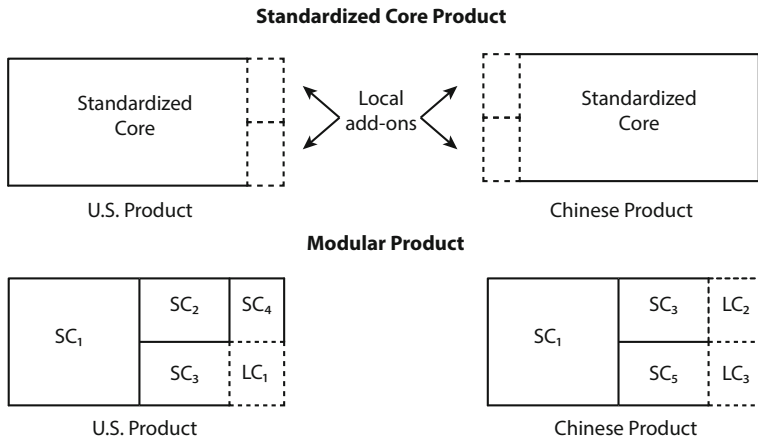 Standardized Core Product
Standardized
Core
Local
add-ons
Standardized
Core
U.S. Product
Chinese Product
Modular Product
SC₁
SC₂
SC₄
SC₃
LC₁
U.S. Product
SC₁
SC₃
LC₂
SC₅
LC₃
Chinese Product